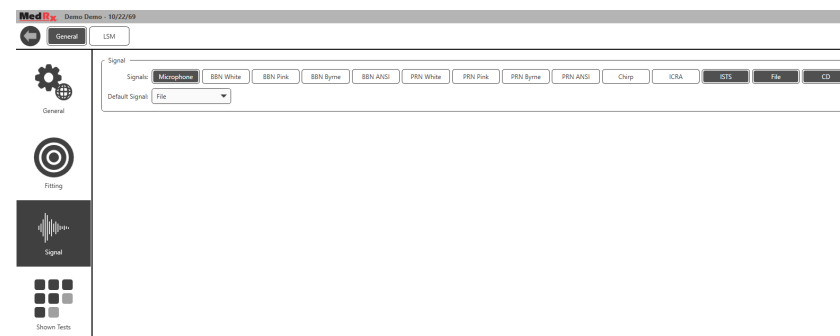 MedRx Demo Demo - 10/22/69
General LSM
Signal
Signals: Microphone BBN White BBN Pink BBN Byrne BBN ANSI PRN White PRN Pink PRN Byrne PRN ANSI Chirp ICRA ISTS File CD
Default Signal: File
General
Fitting
Signal
Shown Tests